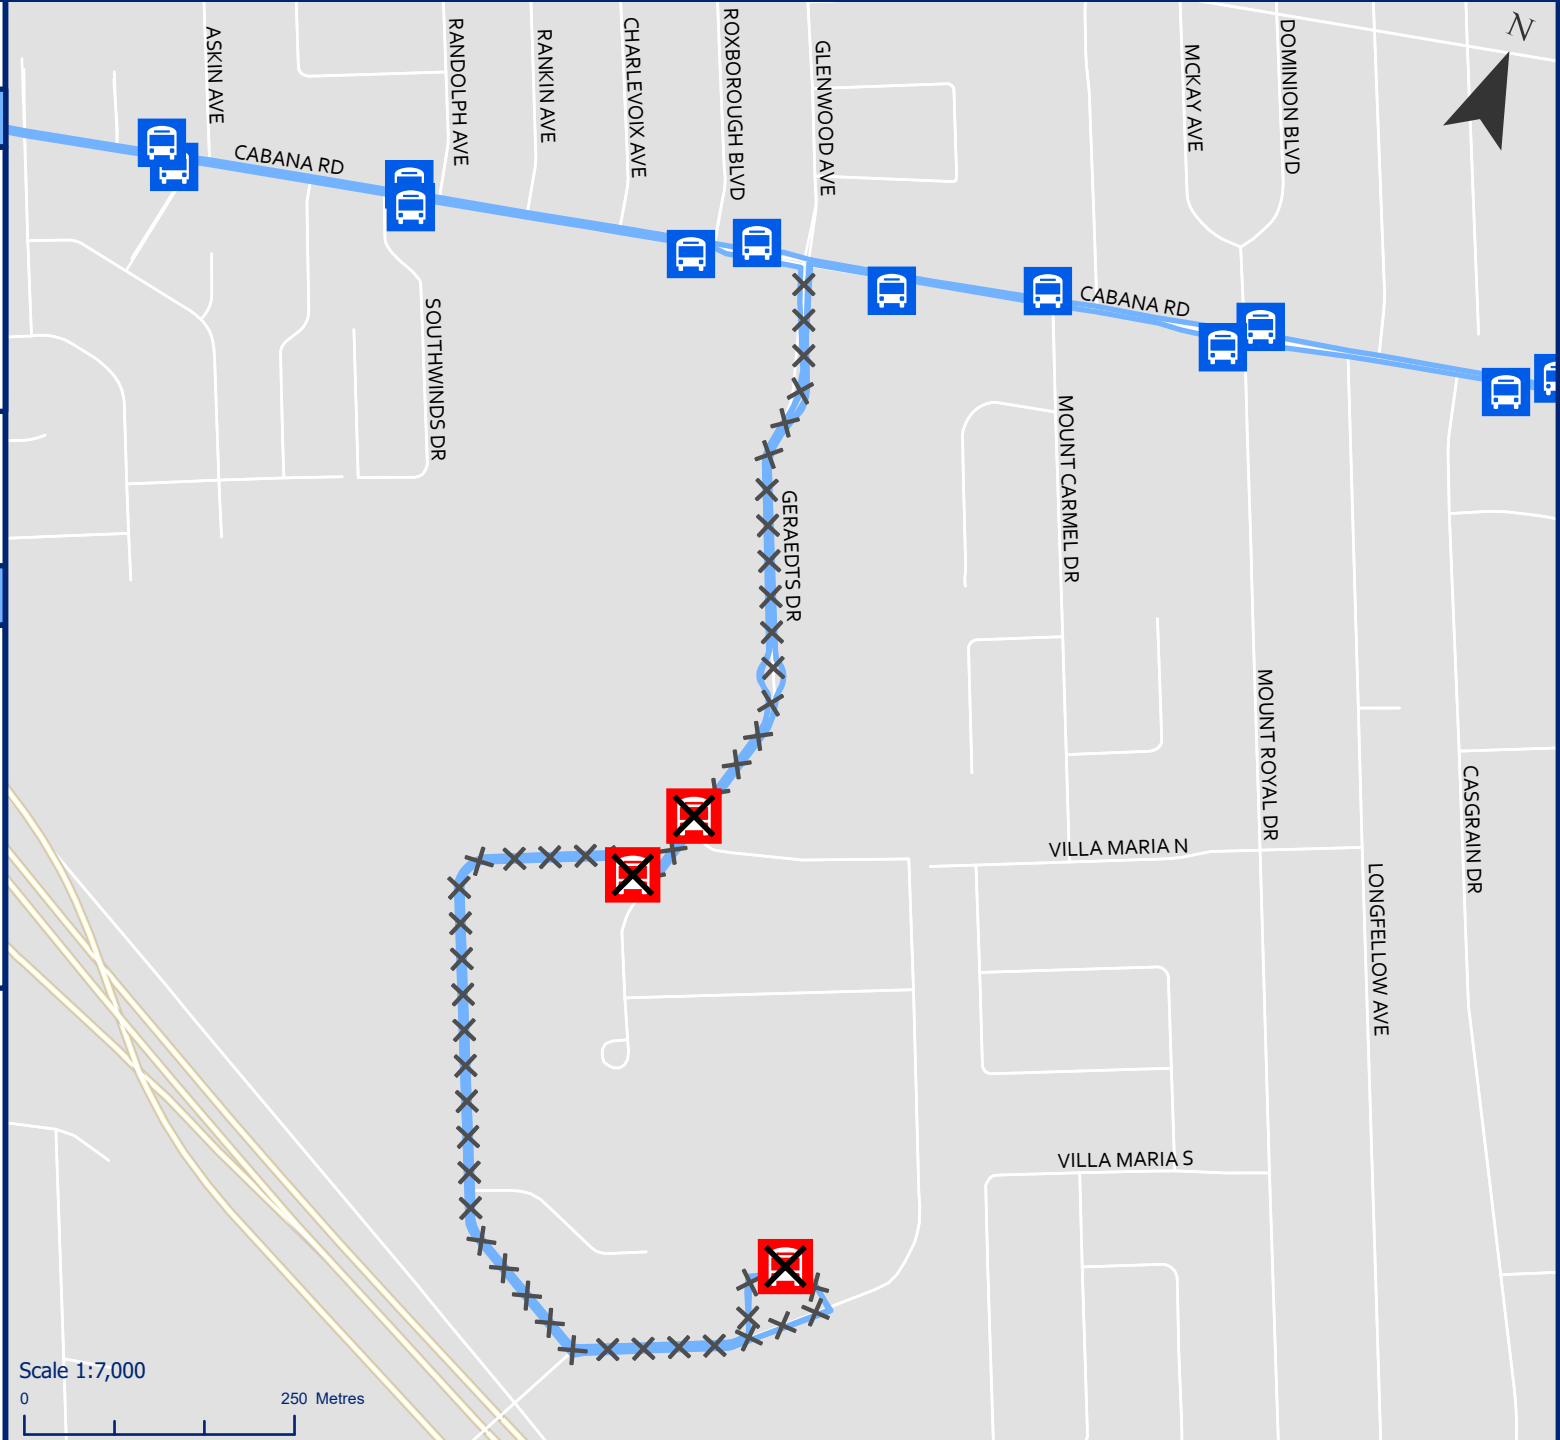 N
ASKIN AVE
RANDOLPH AVE
RANKIN AVE
CHARLEVOIX AVE
ROXBOROUGH BLVD
GLENWOOD AVE
MCKAY AVE
DOMINION BLVD
CABANA RD
CABANA RD
SOUTHWINDS DR
GERAEDTS DR
MOUNT CARMEL DR
MOUNT ROYAL DR
CASGRAIN DR
VILLA MARIA N
LONGFELLOW AVE
VILLA MARIA S
Scale 1:7,000
0 250 Metres